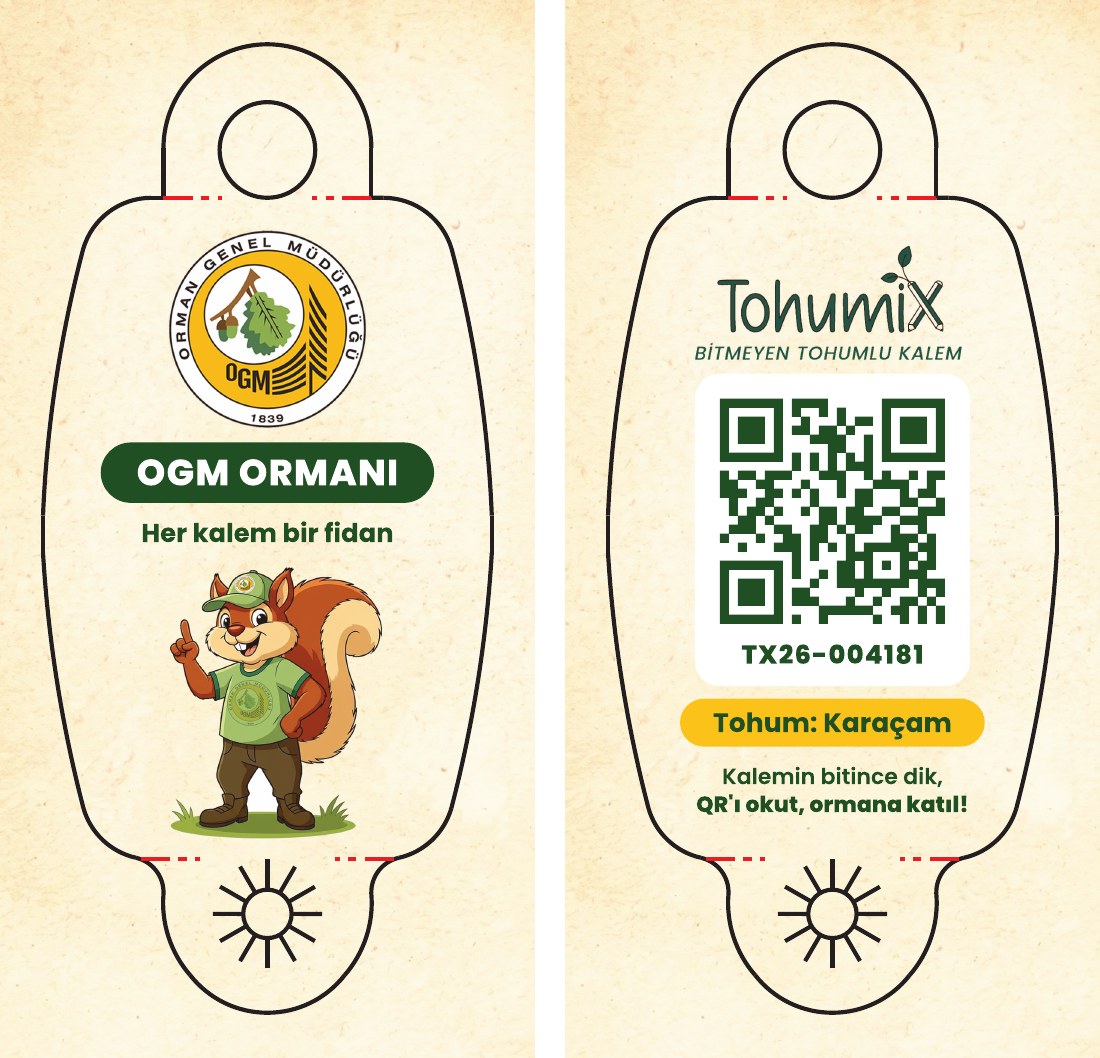 ORMAN GENEL MÜDÜRLÜĞÜ
OGM
1839
OGM ORMANI
Her kalem bir fidan
TohumiX
BİTMEYEN TOHUMLU KALEM
TX26-004181
Tohum: Karaçam
Kalemin bitince dik,
QR'ı okut, ormana katıl!